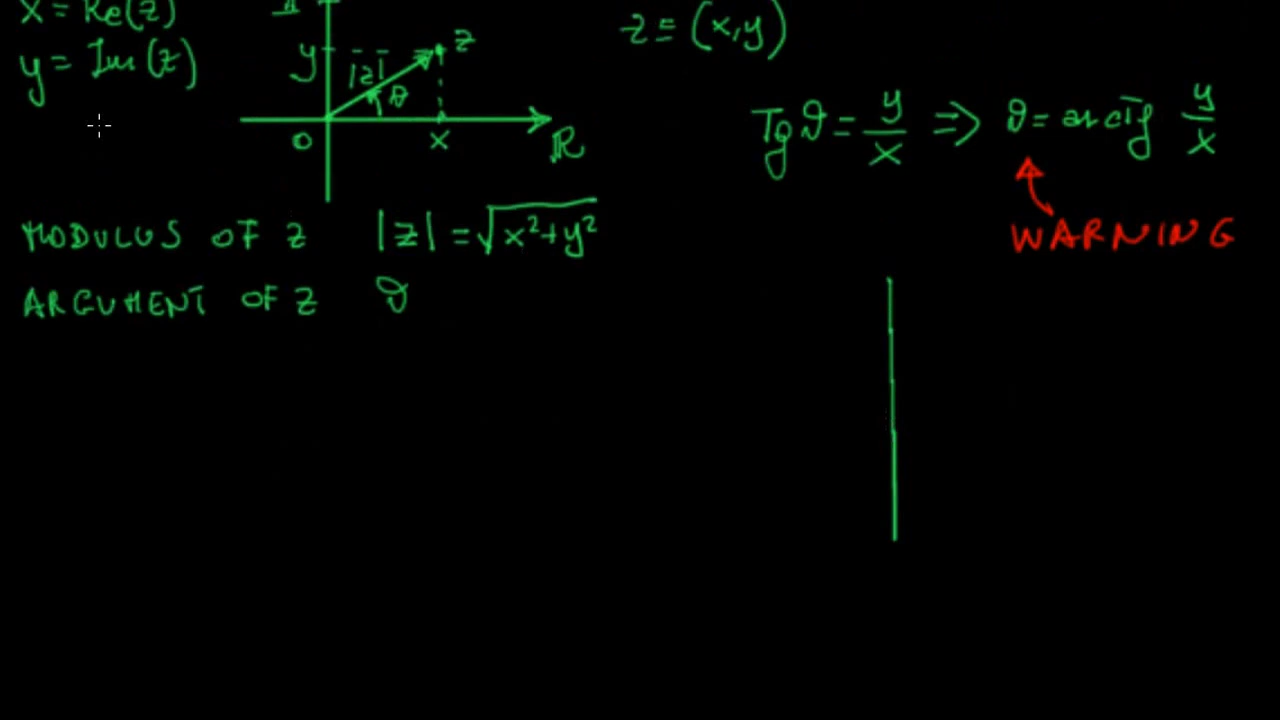 x = Re(z)
y = Im(z)
y |z| z ϑ
0 x ℝ
z ≡ (x,y)
Tg ϑ = y/x ⇒ ϑ = arctg y/x
WARNING
MODULUS OF z |z| = √x²+y²
ARGUMENT OF z ϑ